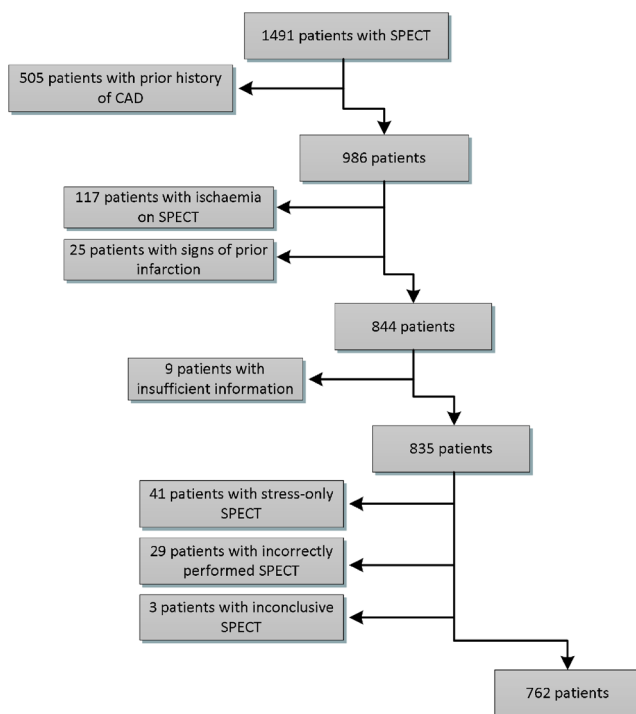 1491 patients with SPECT
505 patients with prior history
of CAD
986 patients
117 patients with ischaemia
on SPECT
25 patients with signs of prior
infarction
844 patients
9 patients with
insufficient information
835 patients
41 patients with stress-only
SPECT
29 patients with incorrectly
performed SPECT
3 patients with inconclusive
SPECT
762 patients